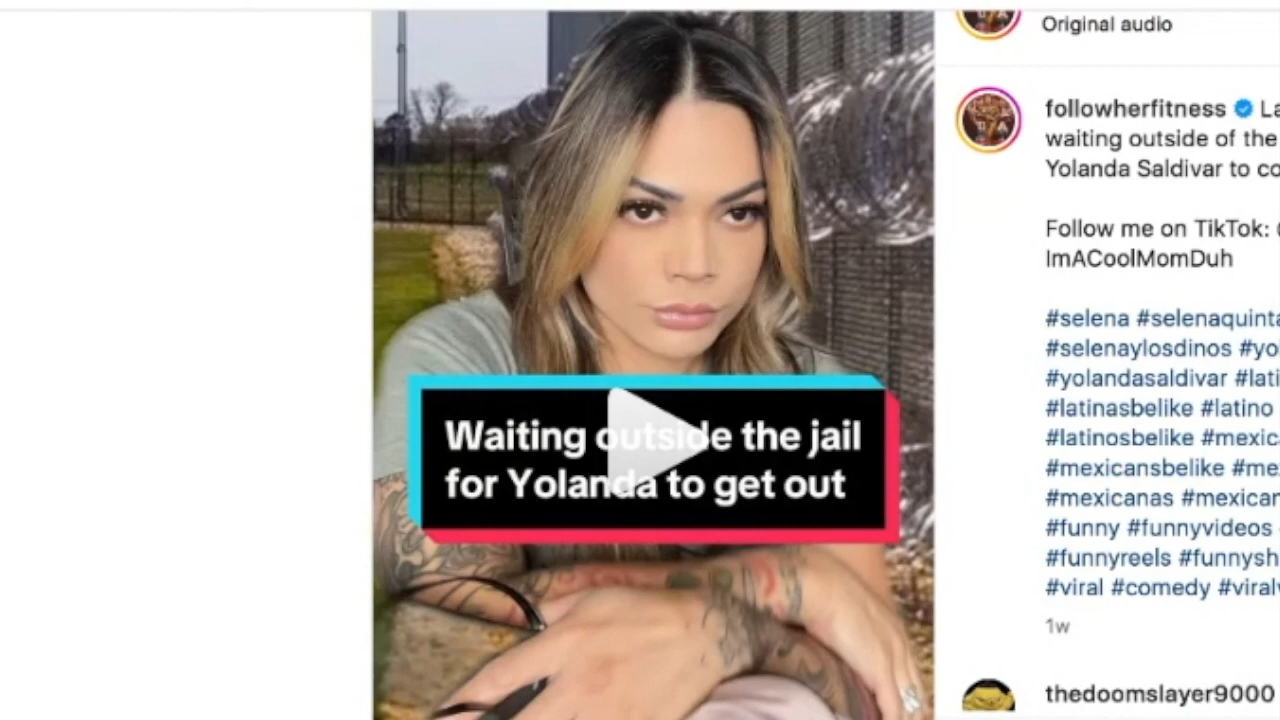 Original audio
followherfitness
waiting outside of the
Yolanda Saldivar to
Follow me on TikTok:
ImACoolMomDuh
#selena #selenaquinta
#selenaylosdinos #yo
#yolandasaldivar #lati
#latinasbelike #latino
#latinosbelike #mexic
#mexicansbelike #me
#mexicanas #mexican
#funny #funnyvideos
#funnyreels #funnysh
#viral #comedy #viral
1w
thedoomslayer9000
Waiting outside the jail
for Yolanda to get out